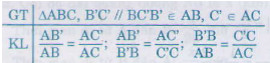 GT | ΔABC, B'C' // BC'B' ∈ AB, C' ∈ AC
KL | AB'/AB = AC'/AC; AB'/B'B = AC'/C'C; B'B/AB = C'C/AC